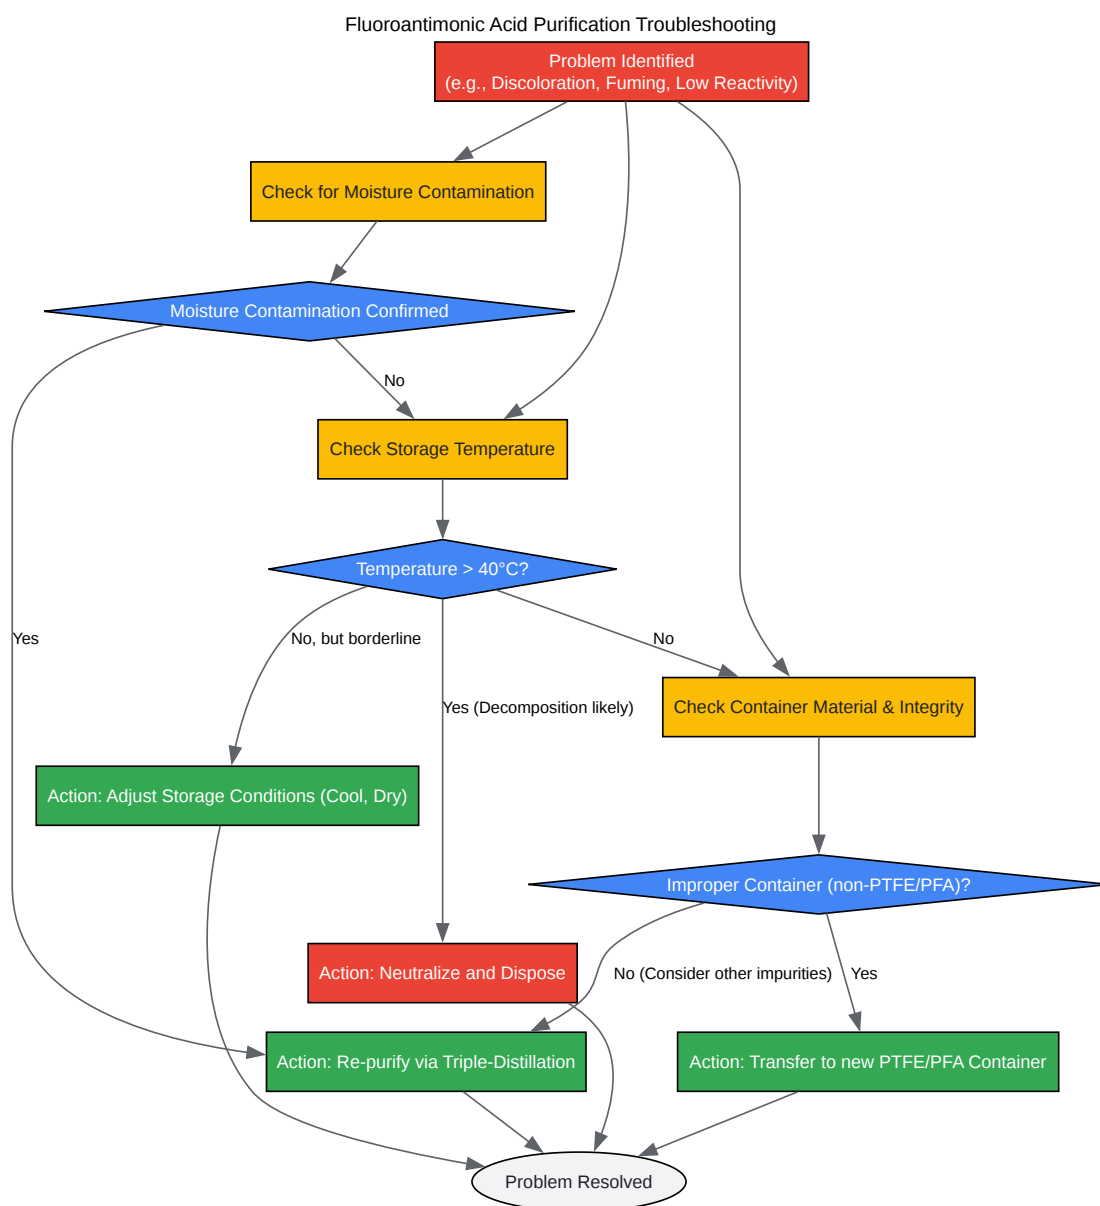 Fluoroantimonic Acid Purification Troubleshooting
Problem Identified
(e.g., Discoloration, Fuming, Low Reactivity)
Check for Moisture Contamination
Moisture Contamination Confirmed
No
Check Storage Temperature
Temperature > 40°C?
Yes
No, but borderline
No
Yes (Decomposition likely)
Check Container Material & Integrity
Action: Adjust Storage Conditions (Cool, Dry)
Improper Container (non-PTFE/PFA)?
Action: Neutralize and Dispose
No (Consider other impurities)
Yes
Action: Re-purify via Triple-Distillation
Action: Transfer to new PTFE/PFA Container
Problem Resolved